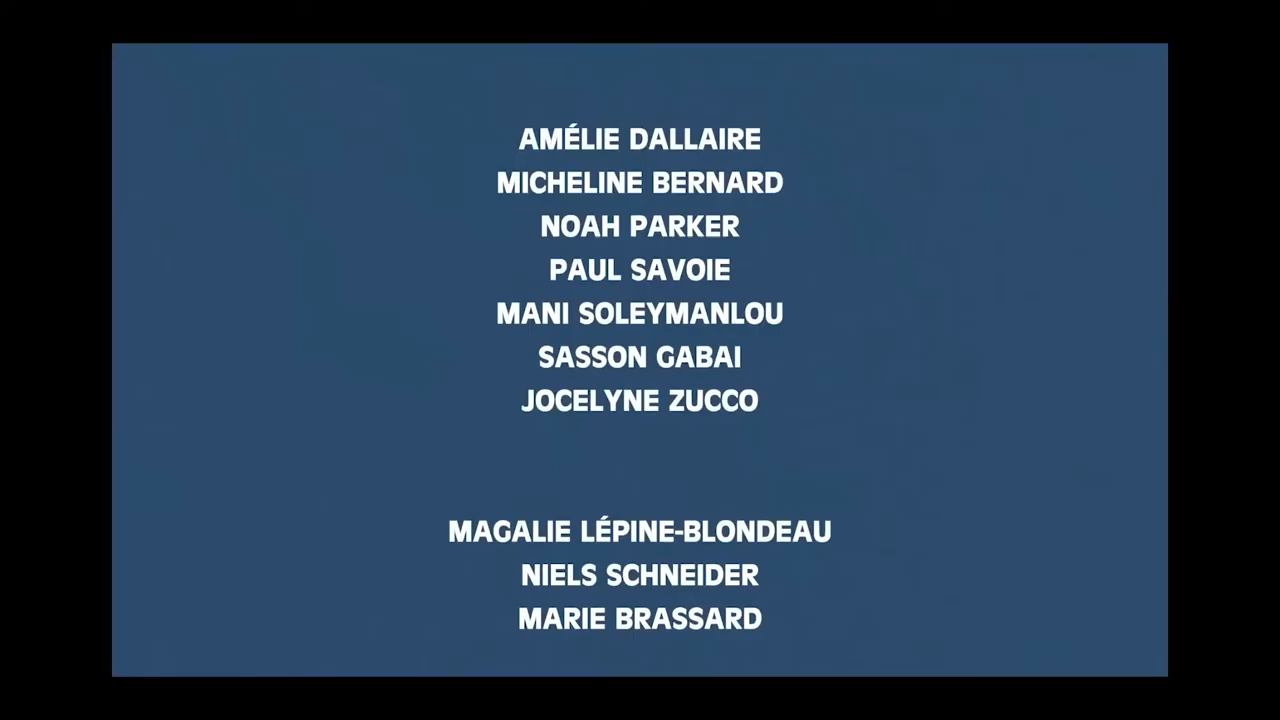 AMÉLIE DALLAIRE
MICHELINE BERNARD
NOAH PARKER
PAUL SAVOIE
MANI SOLEYMANLOU
SASSON GABAI
JOCELYNE ZUCCO
MAGALIE LÉPINE-BLONDEAU
NIELS SCHNEIDER
MARIE BRASSARD